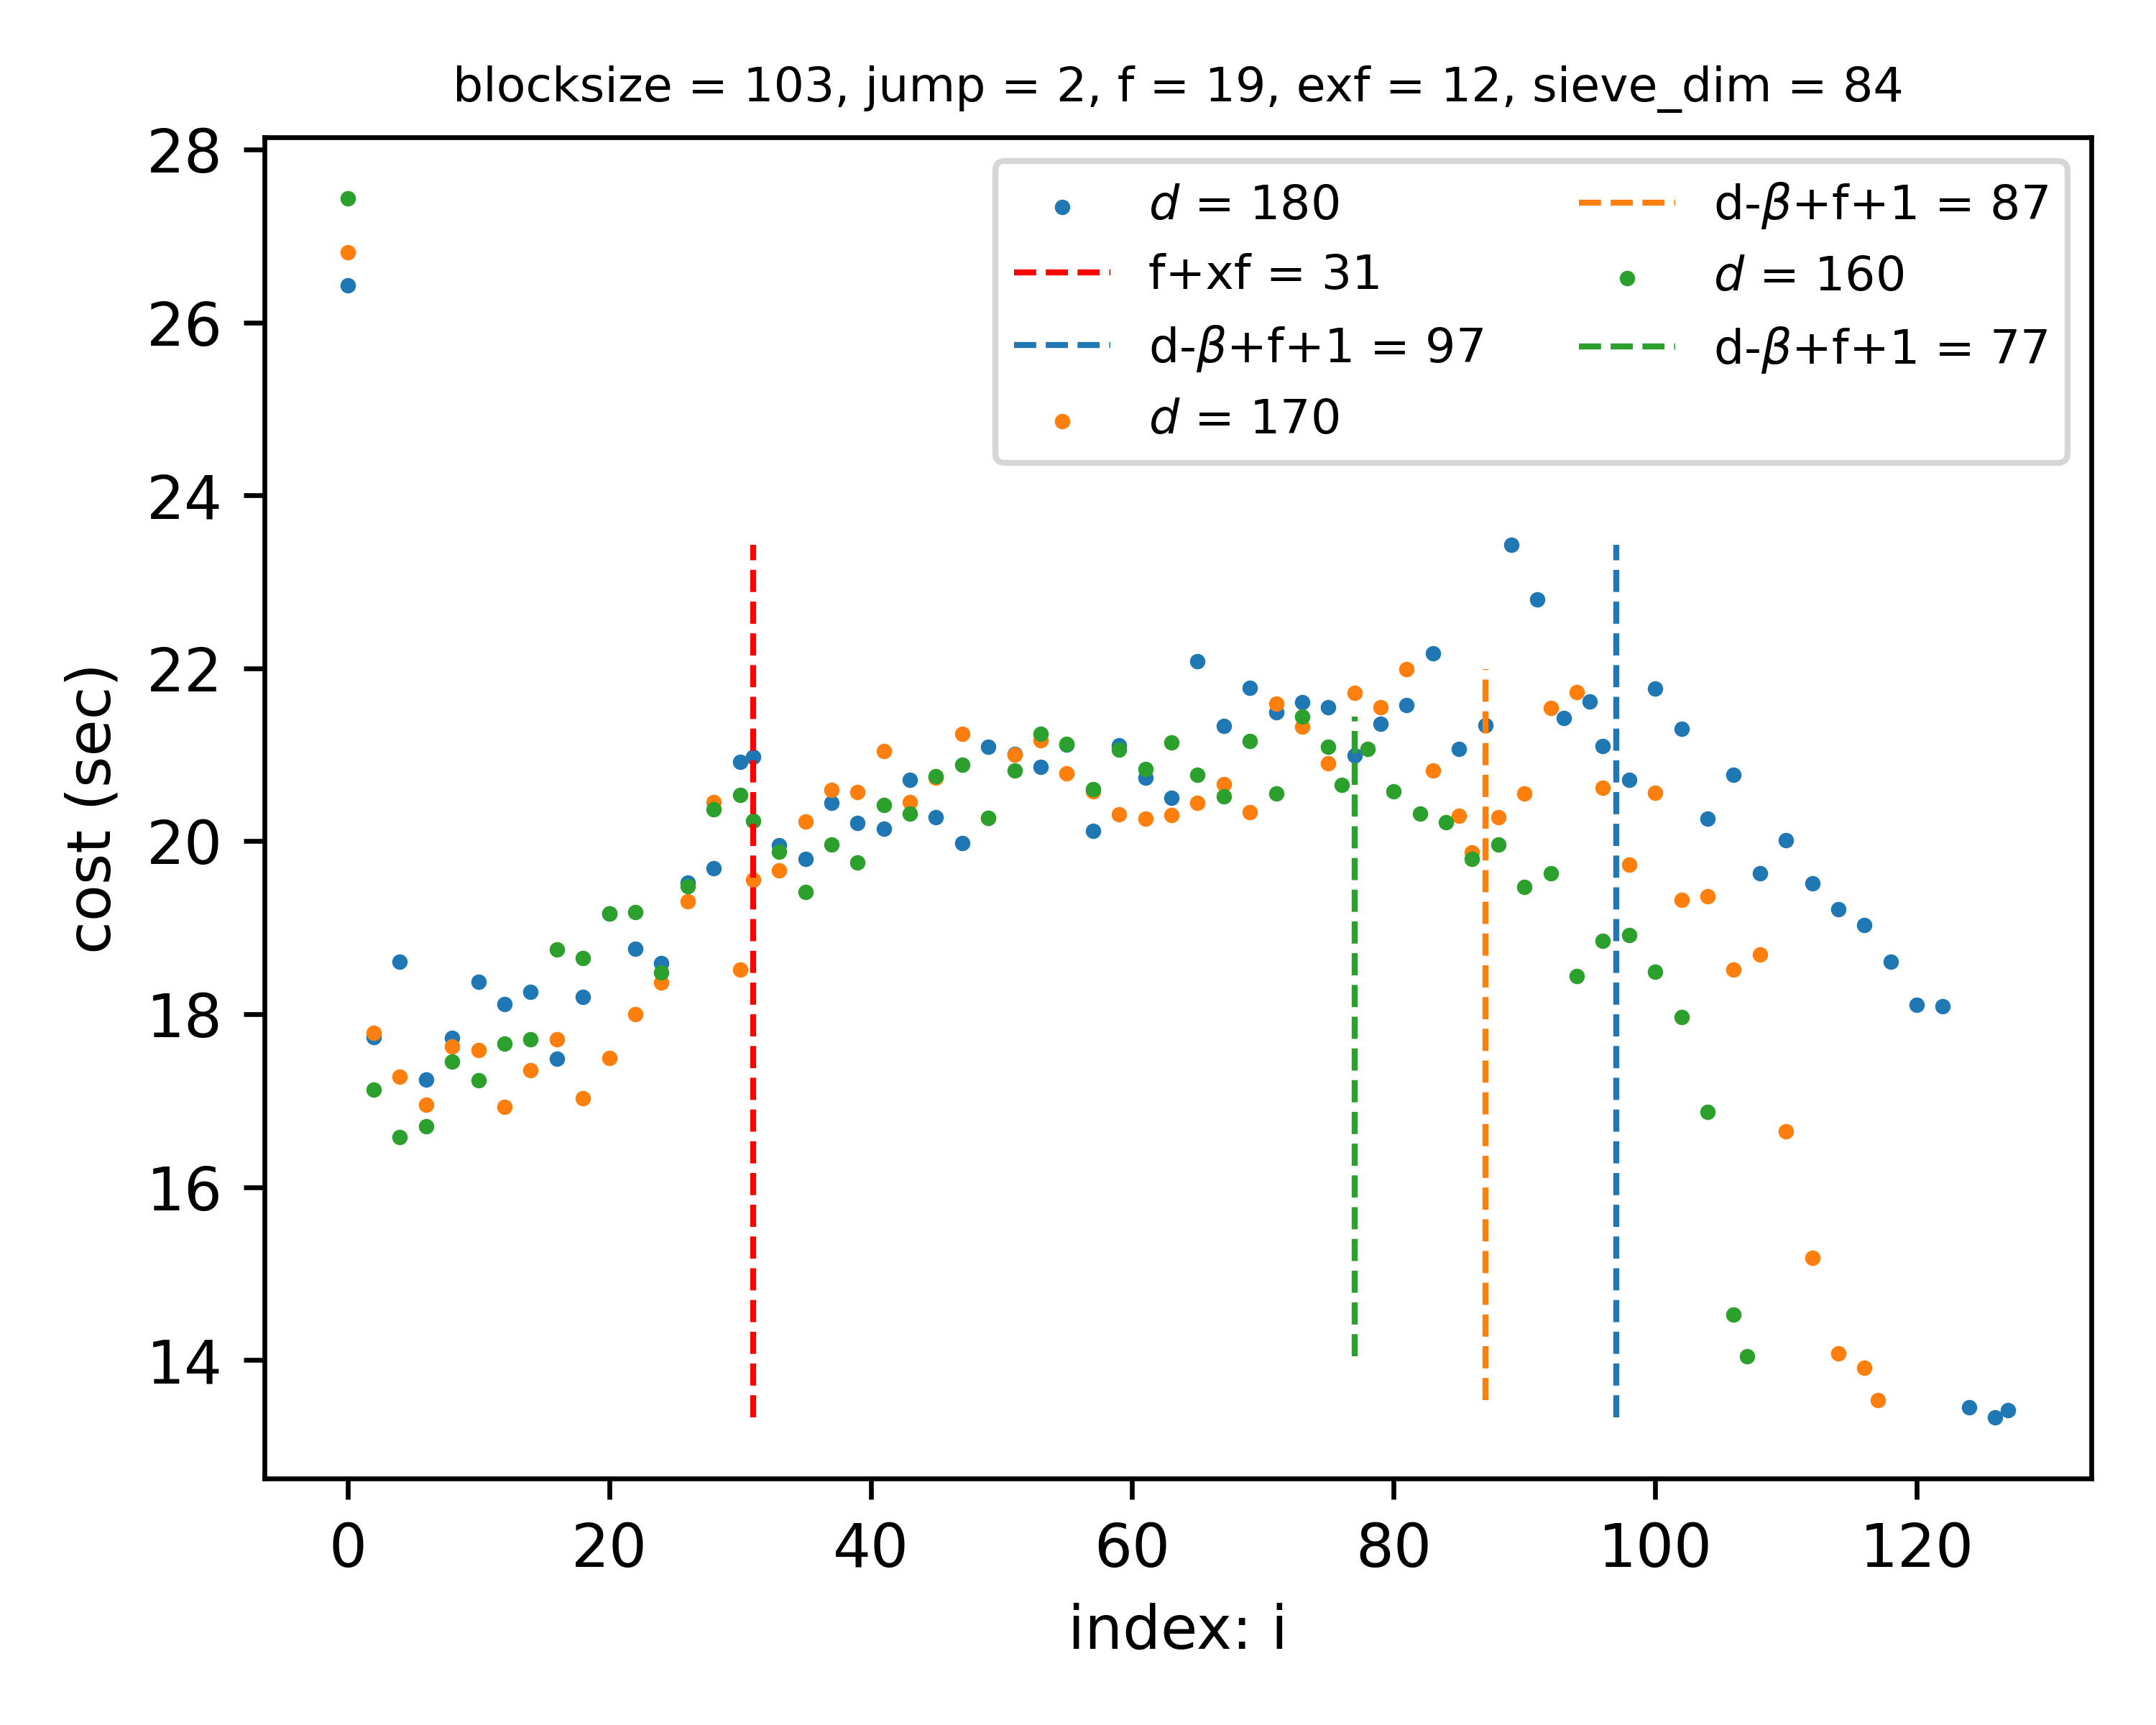 blocksize = 103, jump = 2, f = 19, exf = 12, sieve_dim = 84
28
26
24
22
20
18
16
14
cost (sec)
d = 180
f+xf = 31
d-β+f+1 = 97
d = 170
d-β+f+1 = 87
d = 160
d-β+f+1 = 77
0 20 40 60 80 100 120
index: i